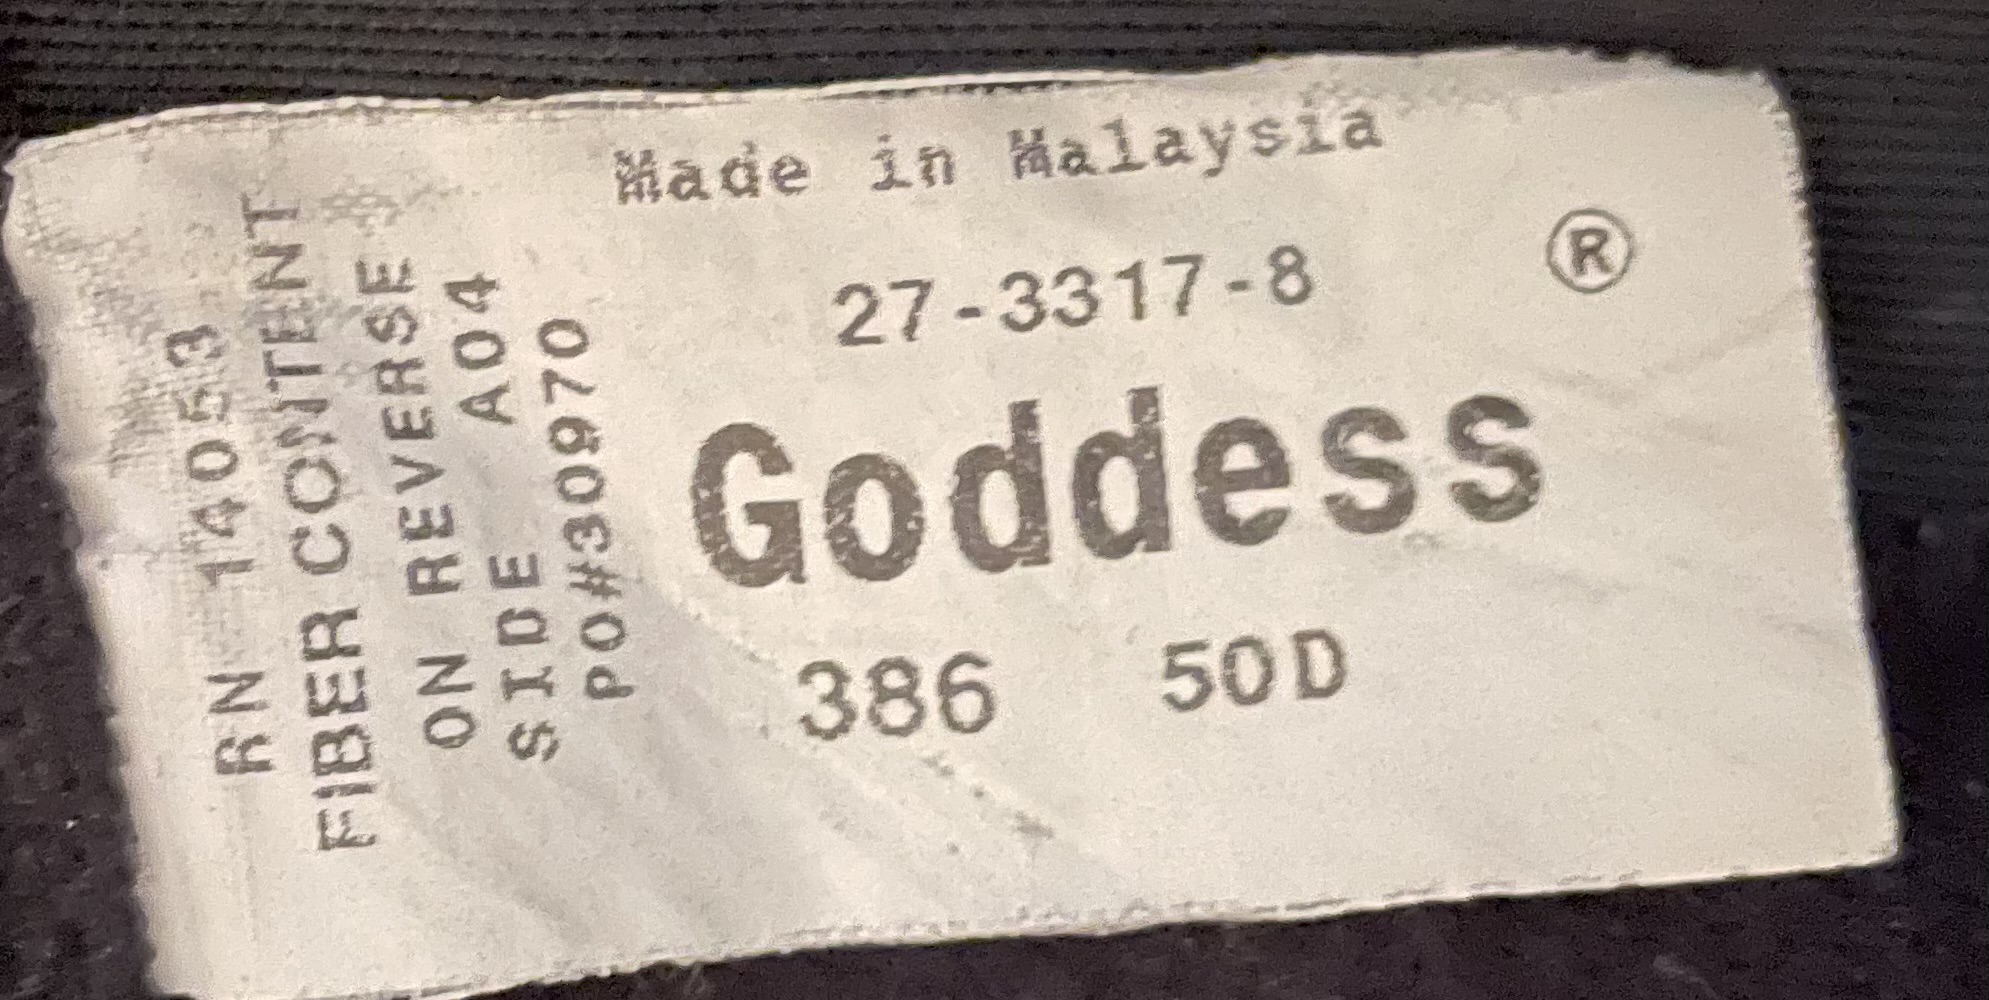 Made in Malaysia
27-3317-8
®
Goddess
386 50D
RN 14053
FIBER CONTENT
ON REVERSE
SIDE A04
PO#30970